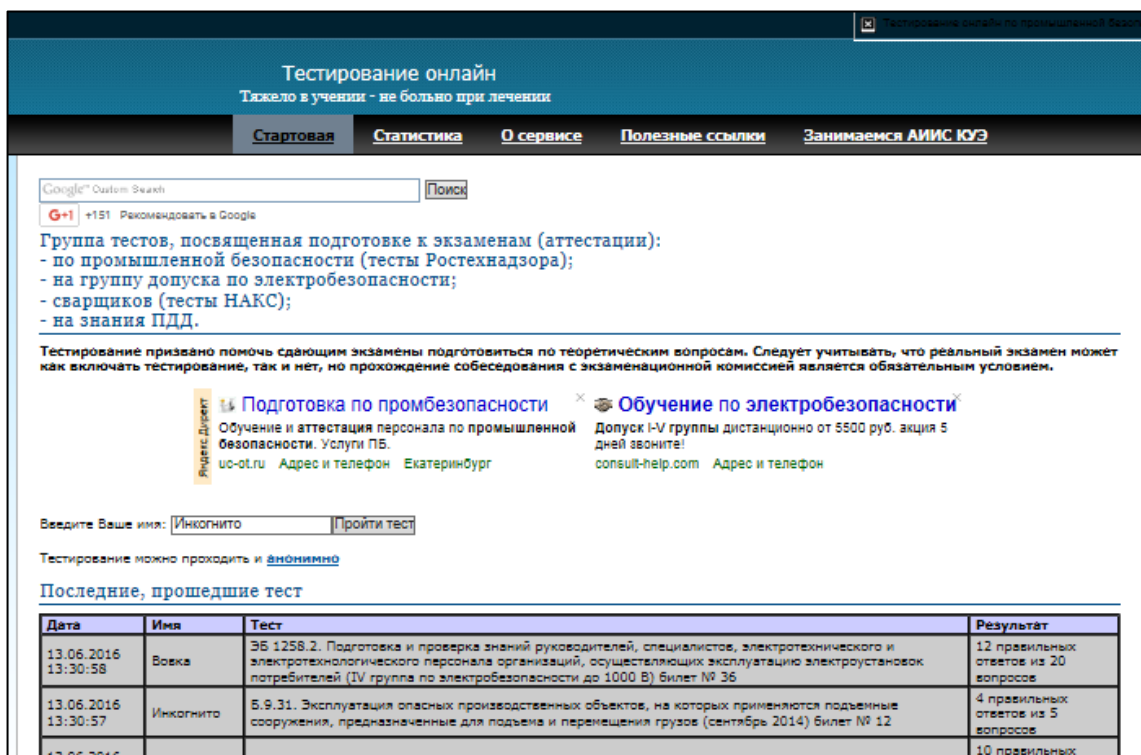 Тестирование онлайн по промышленной
Тестирование онлайн
Тяжело в учении - не больно при лечении
Стартовая Статистика О сервисе Полезные ссылки Занимаемся АИИС КУЭ
Google™ Custom Search Поиск
G+1 +151 Рекомендовать в Google
Группа тестов, посвященная подготовке к экзаменам (аттестации):
- по промышленной безопасности (тесты Ростехнадзора);
- на группу допуска по электробезопасности;
- сварщиков (тесты НАКС);
- на знания ПДД.
Тестирование призвано помочь сдающим экзамены подготовиться по теоретическим вопросам. Следует учитывать, что реальный экзамен может
как включать тестирование, так и нет, но прохождение собеседования с экзаменационной комиссией является обязательным условием.
Яндекс Директ
Подготовка по промбезопасности
Обучение и аттестация персонала по промышленной
безопасности. Услуги ПБ.
uc-ot.ru Адрес и телефон Екатеринбург
Обучение по электробезопасности
Допуск I-V группы дистанционно от 5500 руб. акция 5
дней звоните!
consult-help.com Адрес и телефон
Введите Ваше имя: Инкогнито Пройти тест
Тестирование можно проходить и анонимно
Последние, прошедшие тест
Дата Имя Тест Результат
13.06.2016
13:30:58
Вовка
ЭБ 1258.2. Подготовка и проверка знаний руководителей, специалистов, электротехнического и
электротехнологического персонала организаций, осуществляющих эксплуатацию электроустановок
потребителей (IV группа по электробезопасности до 1000 В) билет № 36
12 правильных
ответов из 20
вопросов
13.06.2016
13:30:57
Инкогнито
Б.9.31. Эксплуатация опасных производственных объектов, на которых применяются подъемные
сооружения, предназначенные для подъема и перемещения грузов (сентябрь 2014) билет № 12
4 правильных
ответов из 5
вопросов
13.06.2016
10 правильных